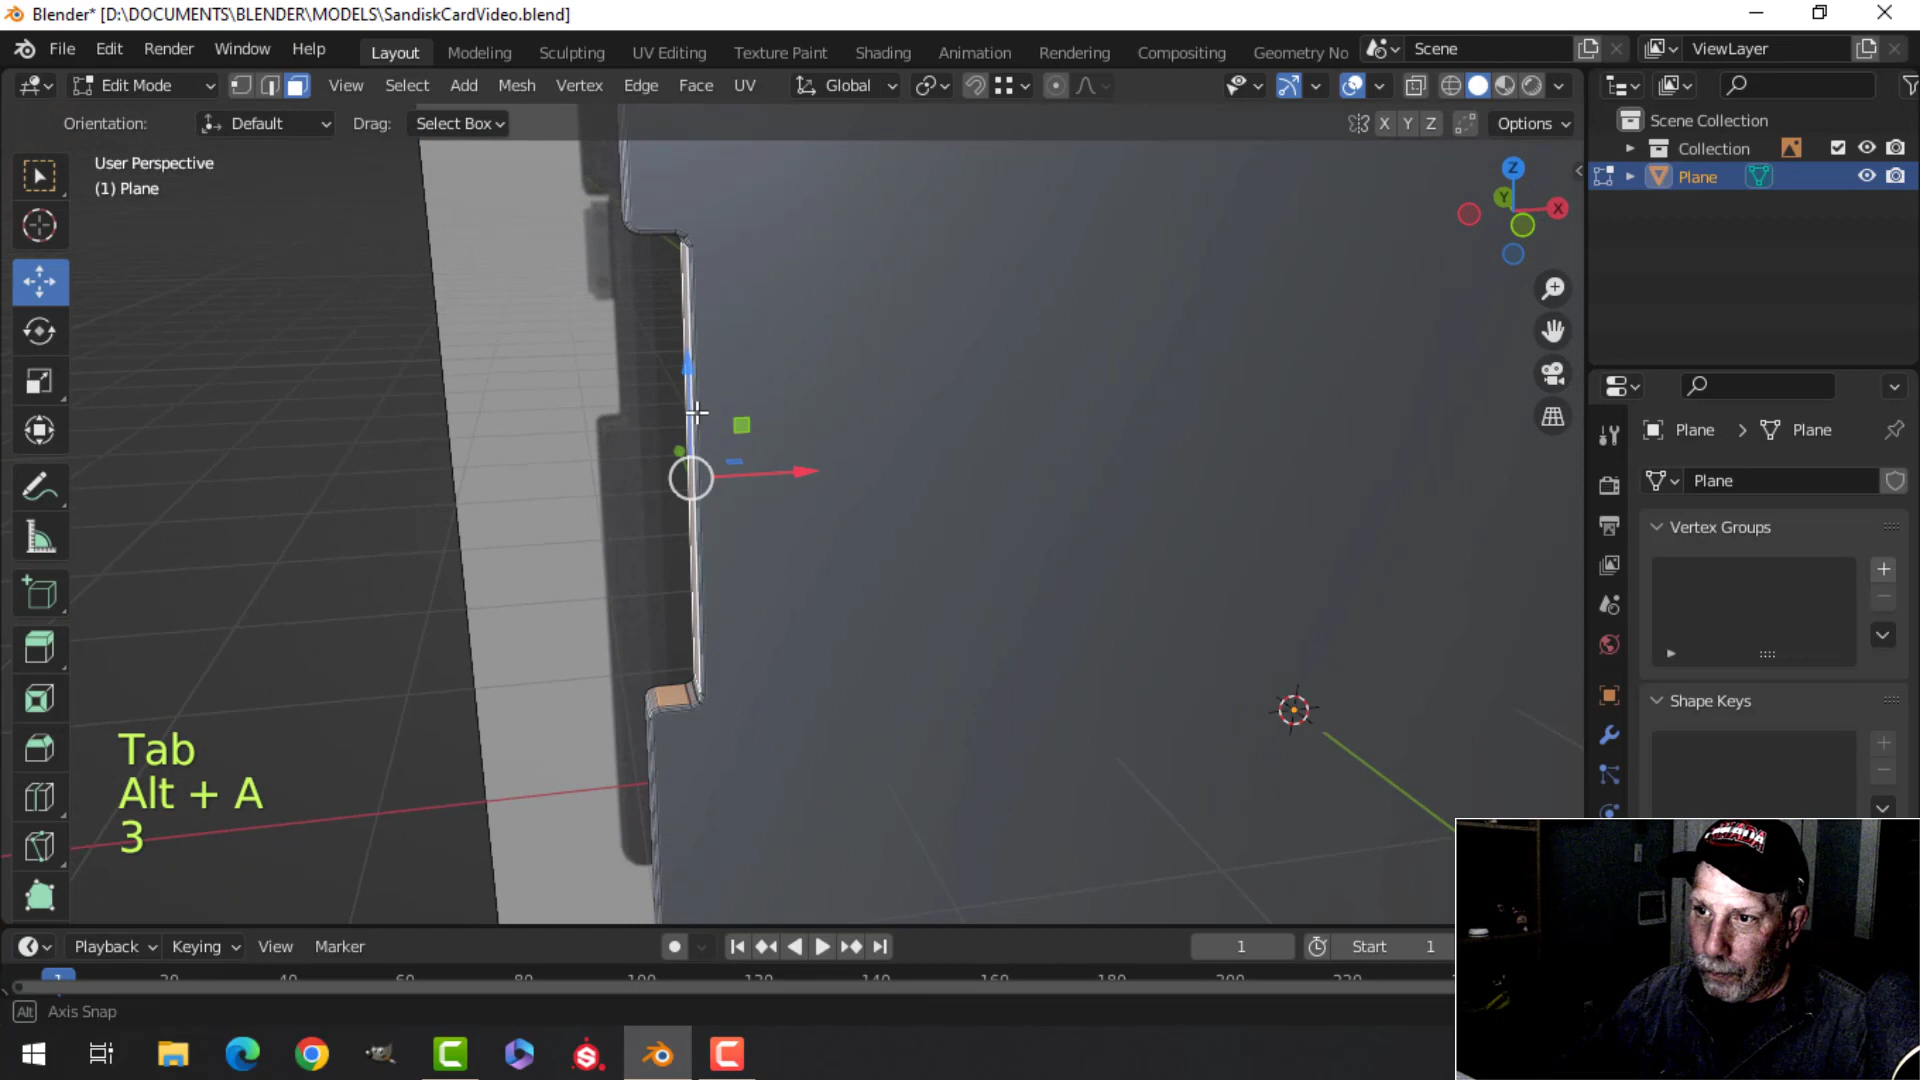 Blender* [D:\DOCUMENTS\BLENDER\MODELS\SandiskCardVideo.blend]
File Edit Render Window Help Layout Modeling Sculpting UV Editing Texture Paint Shading Animation Rendering Compositing Geometry No Scene ViewLayer
Edit Mode View Select Add Mesh Vertex Edge Face UV Global
Orientation: Default Drag: Select Box X Y Z Options
Scene Collection
Collection
Plane
User Perspective
(1) Plane
Z
Y
X
Plane > Plane
Plane
Vertex Groups
Shape Keys
Tab
Alt + A
3
Playback Keying View Marker 1 Start 1
1 20 40 60 80 100 120 140 160 180 200 220
Alt Axis Snap